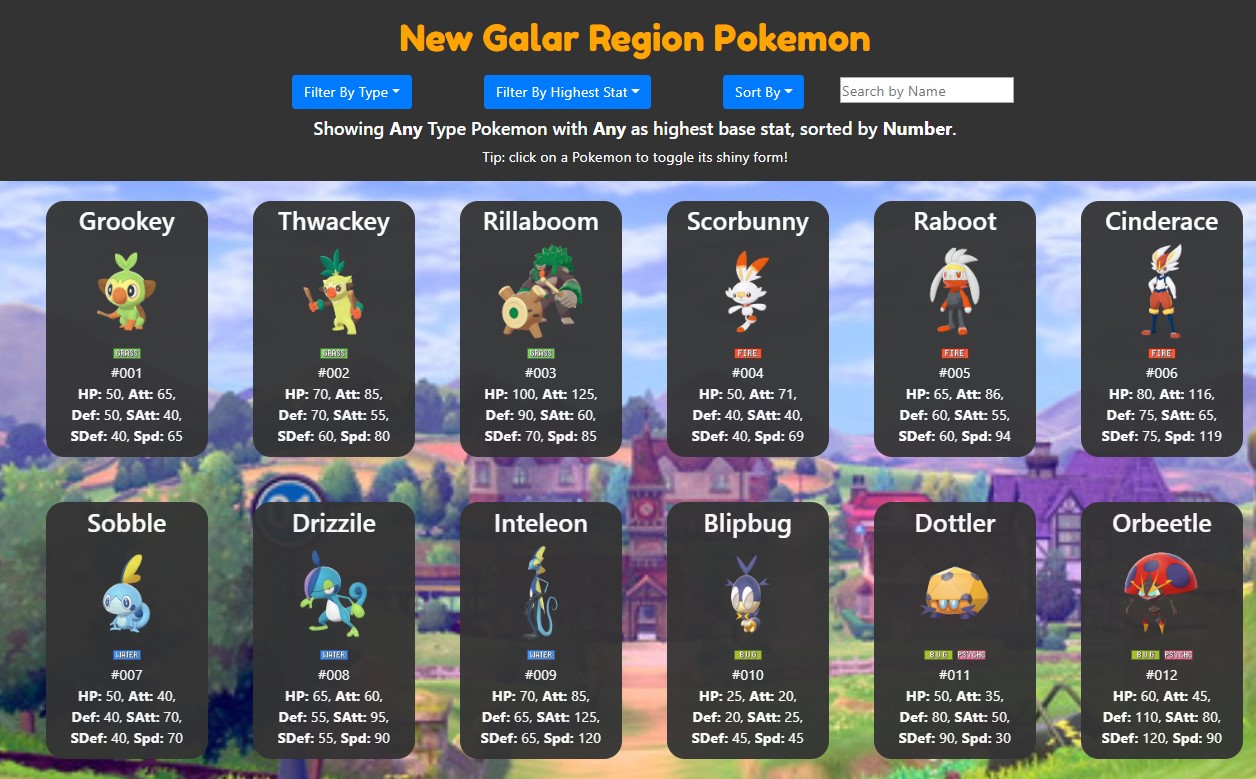 New Galar Region Pokemon
Filter By Type Filter By Highest Stat Sort By Search by Name
Showing Any Type Pokemon with Any as highest base stat, sorted by Number.
Tip: click on a Pokemon to toggle its shiny form!
Grookey
GRASS
#001
HP: 50, Att: 65,
Def: 50, SAtt: 40,
SDef: 40, Spd: 65
Thwackey
GRASS
#002
HP: 70, Att: 85,
Def: 70, SAtt: 55,
SDef: 60, Spd: 80
Rillaboom
GRASS
#003
HP: 100, Att: 125,
Def: 90, SAtt: 60,
SDef: 70, Spd: 85
Scorbunny
FIRE
#004
HP: 50, Att: 71,
Def: 40, SAtt: 40,
SDef: 40, Spd: 69
Raboot
FIRE
#005
HP: 65, Att: 86,
Def: 60, SAtt: 55,
SDef: 60, Spd: 94
Cinderace
FIRE
#006
HP: 80, Att: 116,
Def: 75, SAtt: 65,
SDef: 75, Spd: 119
Sobble
WATER
#007
HP: 50, Att: 40,
Def: 40, SAtt: 70,
SDef: 40, Spd: 70
Drizzile
WATER
#008
HP: 65, Att: 60,
Def: 55, SAtt: 95,
SDef: 55, Spd: 90
Inteleon
WATER
#009
HP: 70, Att: 85,
Def: 65, SAtt: 125,
SDef: 65, Spd: 120
Blipbug
BUG
#010
HP: 25, Att: 20,
Def: 20, SAtt: 25,
SDef: 45, Spd: 45
Dottler
BUG PSYCHC
#011
HP: 50, Att: 35,
Def: 80, SAtt: 50,
SDef: 90, Spd: 30
Orbeetle
BUG PSYCHC
#012
HP: 60, Att: 45,
Def: 110, SAtt: 80,
SDef: 120, Spd: 90